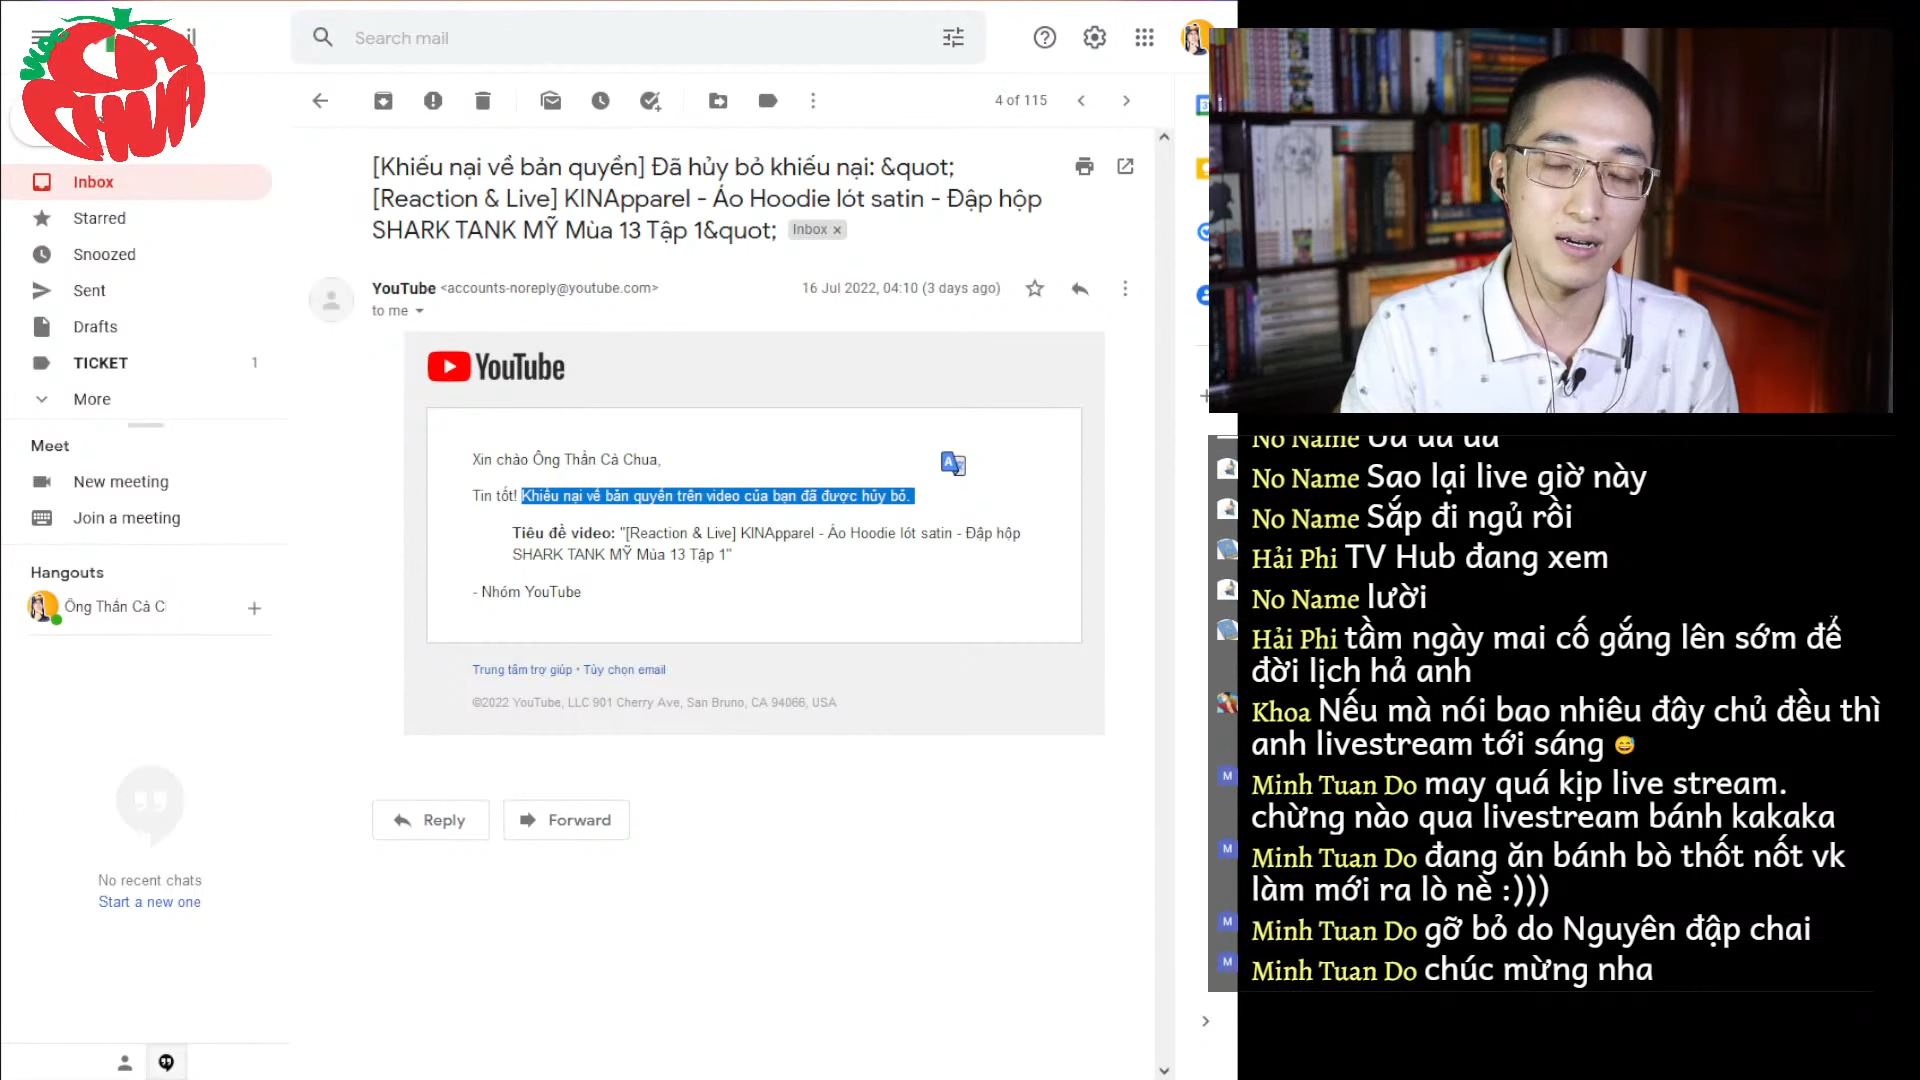 CÀ CHUA
Search mail
4 of 115
Inbox
Starred
Snoozed
Sent
Drafts
TICKET 1
More
Meet
New meeting
Join a meeting
Hangouts
Ông Thần Cà C
No recent chats
Start a new one
[Khiếu nại về bản quyền] Đã hủy bỏ khiếu nại: &quot;
[Reaction & Live] KINApparel - Áo Hoodie lót satin - Đập hộp
SHARK TANK MỸ Mùa 13 Tập 1&quot; Inbox x
YouTube <accounts-noreply@youtube.com> 16 Jul 2022, 04:10 (3 days ago)
to me
YouTube
Xin chào Ông Thần Cà Chua,
Tin tốt! Khiếu nại về bản quyền trên video của bạn đã được hủy bỏ.
Tiêu đề video: "[Reaction & Live] KINApparel - Áo Hoodie lót satin - Đập hộp
SHARK TANK MỸ Mùa 13 Tập 1"
- Nhóm YouTube
Trung tâm trợ giúp • Tùy chọn email
©2022 YouTube, LLC 901 Cherry Ave, San Bruno, CA 94066, USA
Reply
Forward
No Name
No Name Sao lại live giờ này
No Name Sắp đi ngủ rồi
Hải Phi TV Hub đang xem
No Name lười
Hải Phi tầm ngày mai cố gắng lên sớm để
đời lịch hả anh
Khoa Nếu mà nói bao nhiêu đây chủ đều thì
anh livestream tới sáng 😅
Minh Tuan Do may quá kịp live stream.
chừng nào qua livestream bánh kakaka
Minh Tuan Do đang ăn bánh bò thốt nốt vk
làm mới ra lò nè :)))
Minh Tuan Do gỡ bỏ do Nguyên đập chai
Minh Tuan Do chúc mừng nha